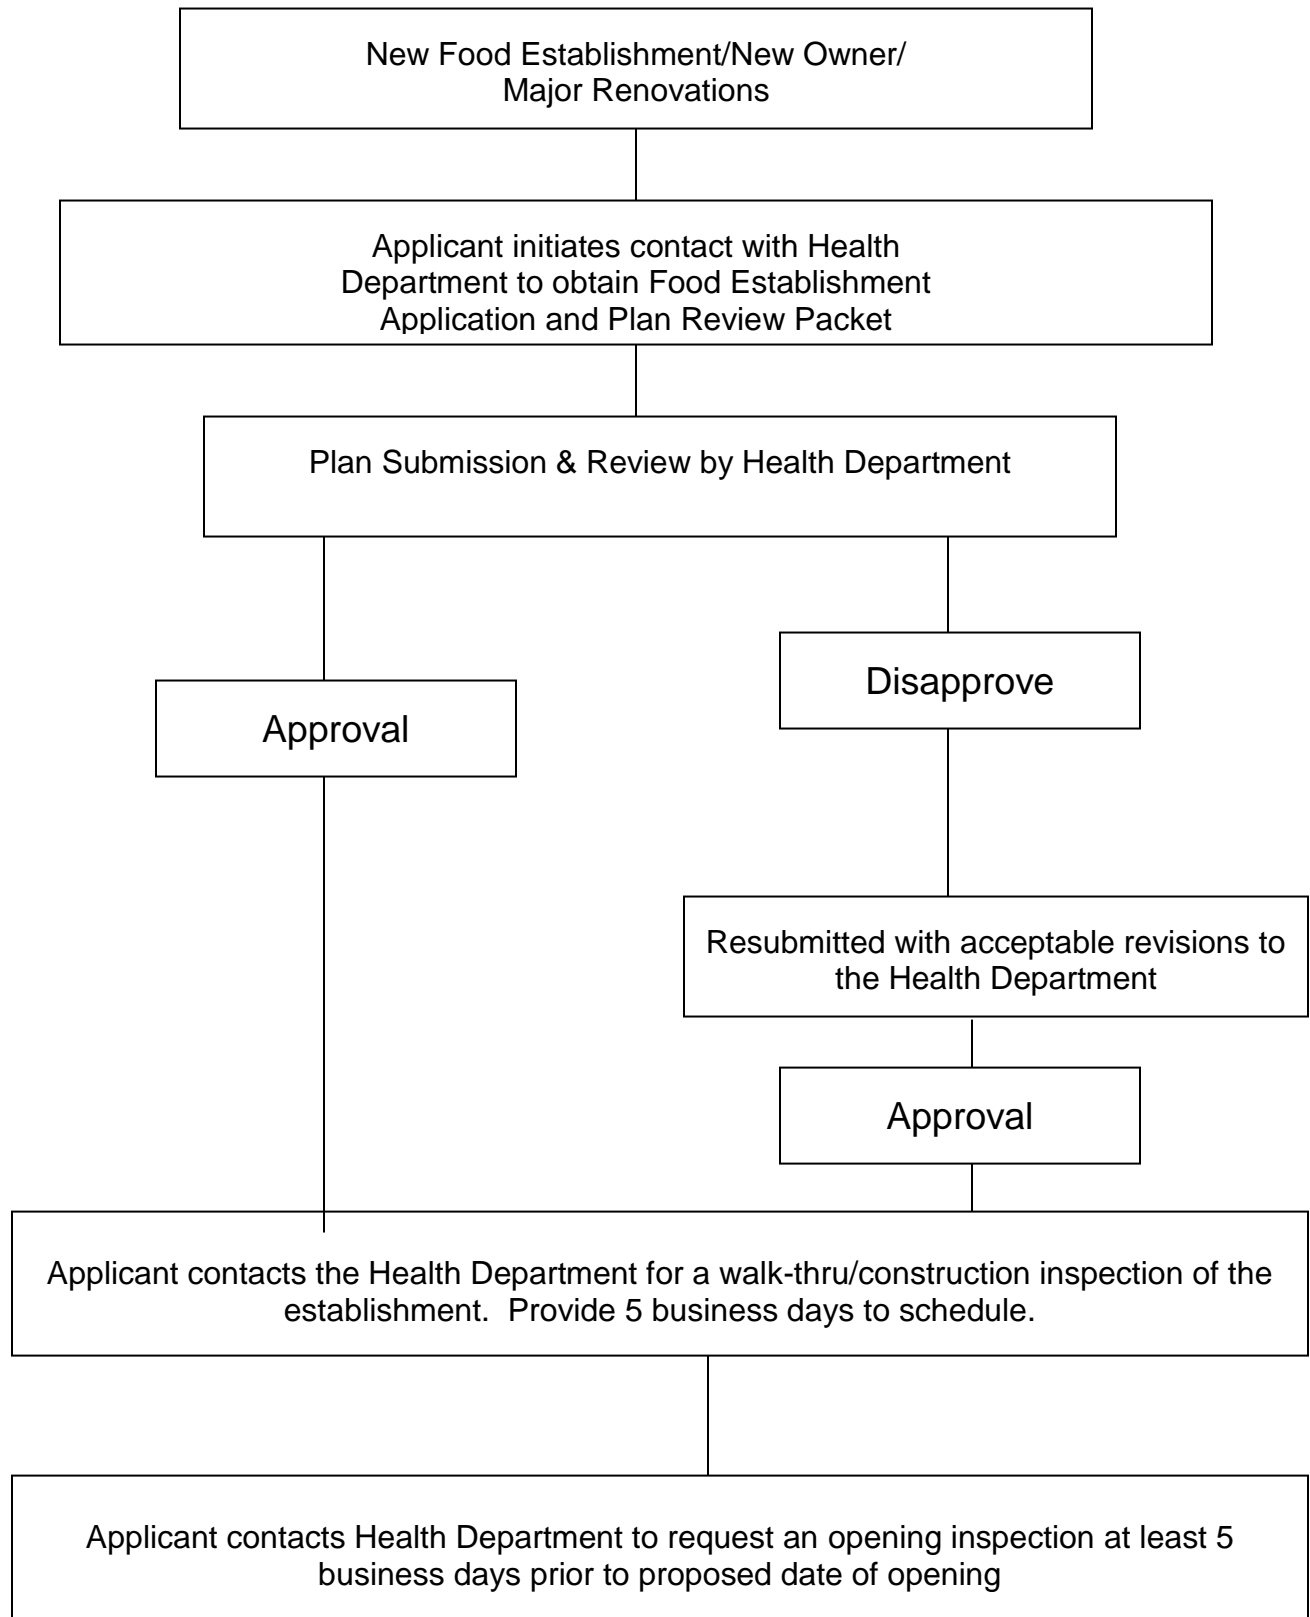 New Food Establishment/New Owner/
Major Renovations
Applicant initiates contact with Health
Department to obtain Food Establishment
Application and Plan Review Packet
Plan Submission & Review by Health Department
Disapprove
Approval
Resubmitted with acceptable revisions to
the Health Department
Approval
Applicant contacts the Health Department for a walk-thru/construction inspection of the
establishment.  Provide 5 business days to schedule.
Applicant contacts Health Department to request an opening inspection at least 5
business days prior to proposed date of opening